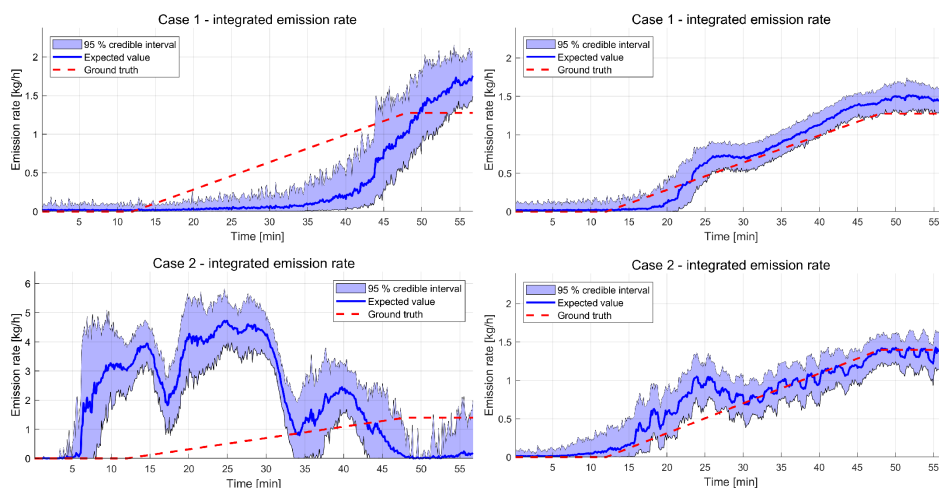 Case 1 - integrated emission rate
95 % credible interval
Expected value
Ground truth
Emission rate [kg/h]
2
1.5
1
0.5
0
5 10 15 20 25 30 35 40 45 50 55
Time [min]
Case 1 - integrated emission rate
95 % credible interval
Expected value
Ground truth
Emission rate [kg/h]
2
1.5
1
0.5
0
5 10 15 20 25 30 35 40 45 50 55
Time [min]
Case 2 - integrated emission rate
95 % credible interval
Expected value
Ground truth
Emission rate [kg/h]
6
5
4
3
2
1
0
5 10 15 20 25 30 35 40 45 50 55
Time [min]
Case 2 - integrated emission rate
95 % credible interval
Expected value
Ground truth
Emission rate [kg/h]
2
1.5
1
0.5
0
5 10 15 20 25 30 35 40 45 50 55
Time [min]